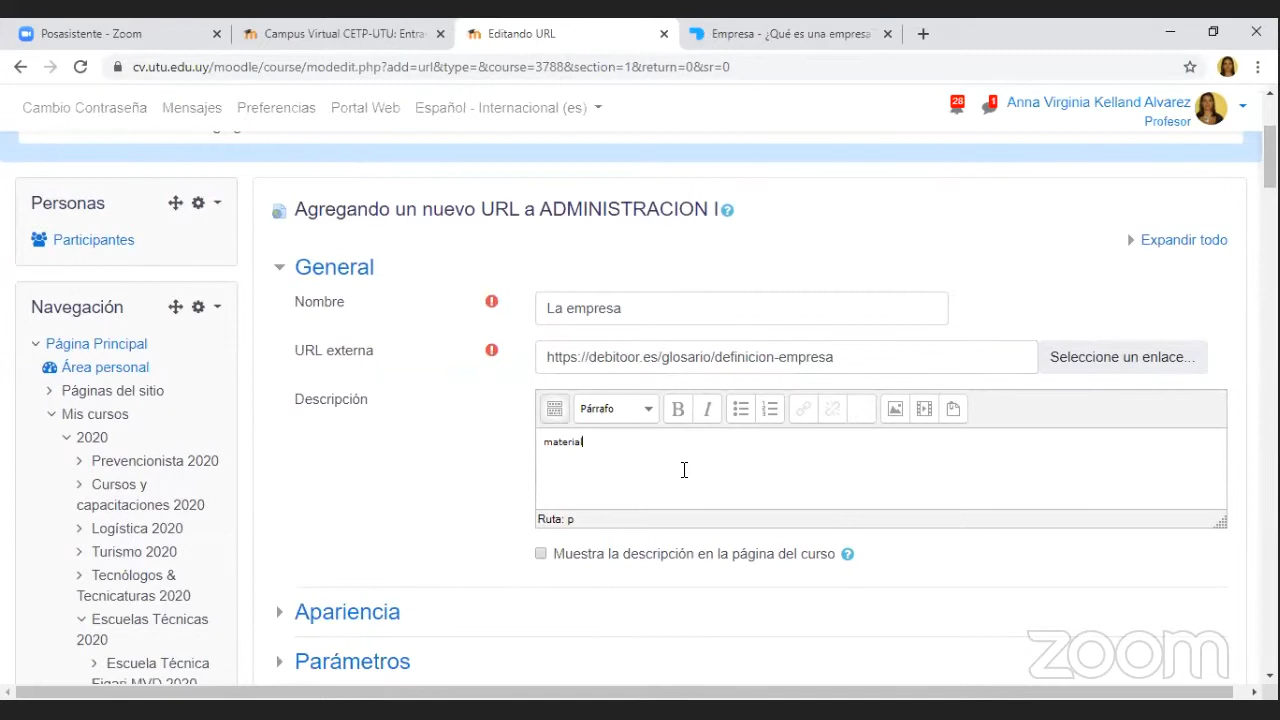 Posasistente - Zoom
Campus Virtual CETP-UTU: Entra
Editando URL
Empresa - ¿Qué es una empresa
cv.utu.edu.uy/moodle/course/modedit.php?add=url&type=&course=3788&section=1&return=0&sr=0
Cambio Contraseña Mensajes Preferencias Portal Web Español - Internacional (es)
28
1
Anna Virginia Kelland Alvarez
Profesor
Personas
Participantes
Navegación
Página Principal
Área personal
Páginas del sitio
Mis cursos
2020
Prevencionista 2020
Cursos y
capacitaciones 2020
Logística 2020
Turismo 2020
Tecnólogos &
Tecnicaturas 2020
Escuelas Técnicas
2020
Escuela Técnica
Figari MVD 2020
Agregando un nuevo URL a ADMINISTRACION I
Expandir todo
General
Nombre
La empresa
URL externa
https://debitoor.es/glosario/definicion-empresa
Seleccione un enlace...
Descripción
Párrafo
B I
material
Ruta: p
Muestra la descripción en la página del curso
Apariencia
Parámetros
zoom